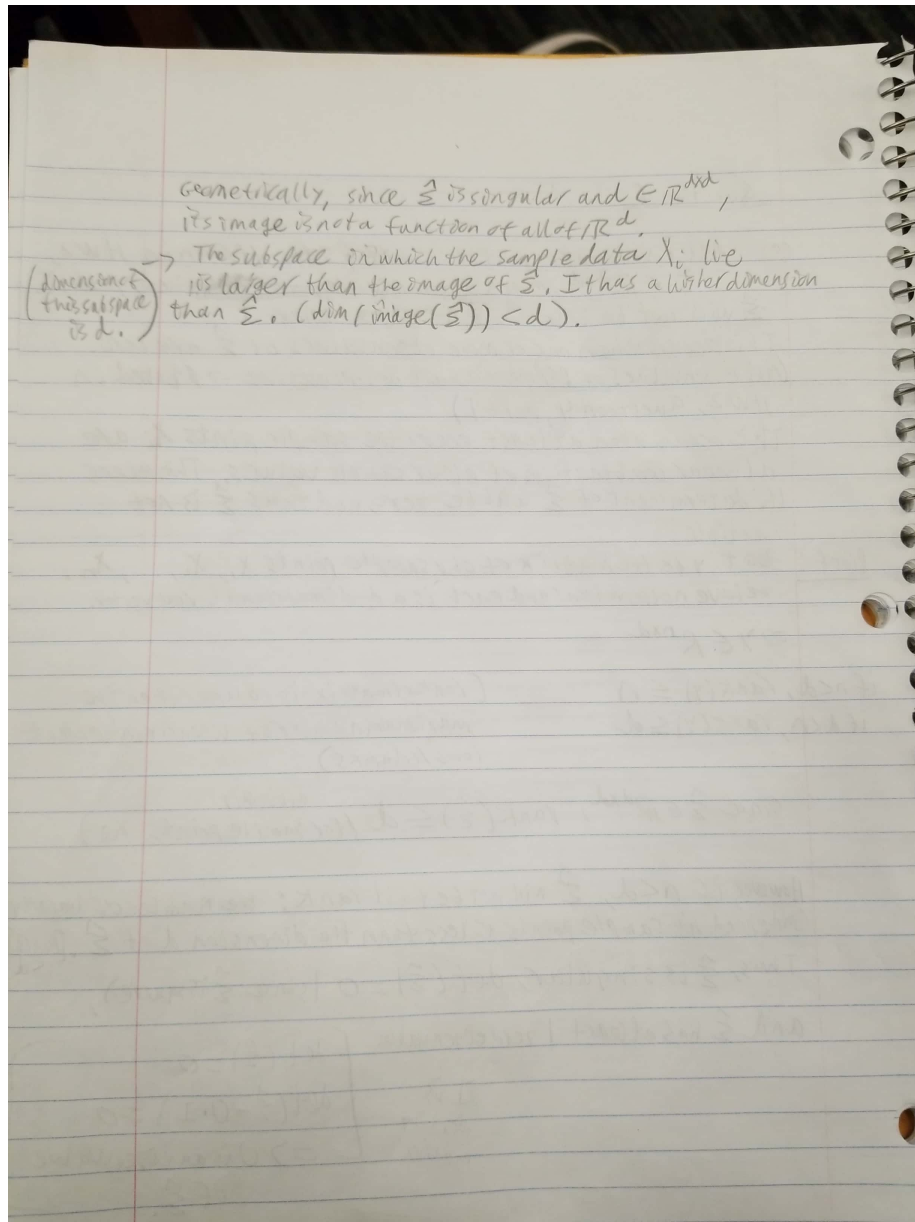 Geometrically, since Σ̂ is singular and ∈ ℝ^{d×d},
its image is not a function of all of ℝ^d.
→ The subspace in which the sample data X_i lie
(dimension of this subspace is d.)
is larger than the image of Σ̂. It has a higher dimension
than Σ̂. (dim(image(Σ̂)) < d).